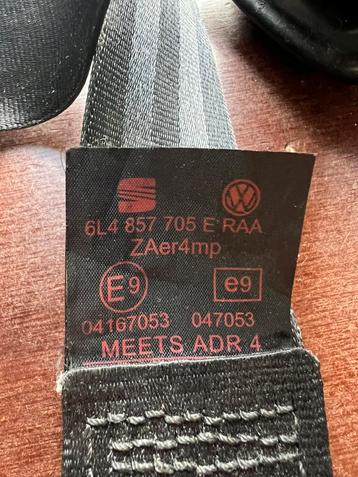 6L4 857 705 E RAA
ZAer4mp
E9 e9
04167053 047053
MEETS ADR 4